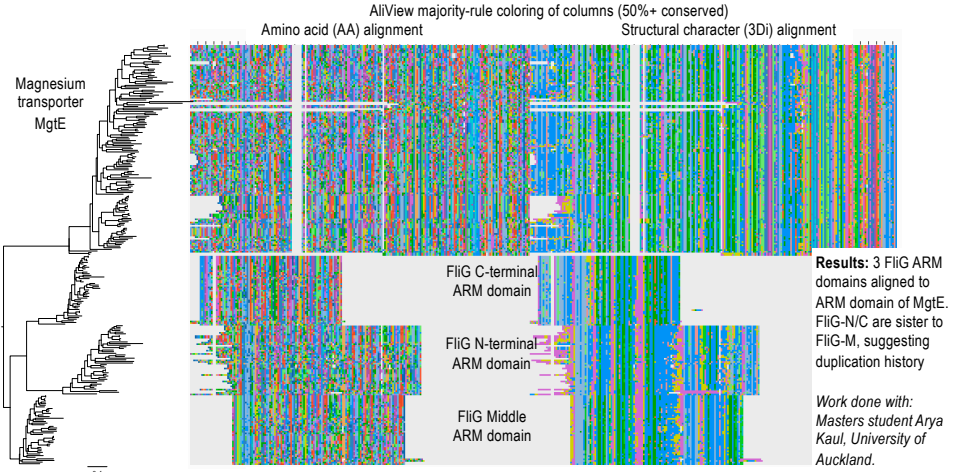 AliView majority-rule coloring of columns (50%+ conserved)
Amino acid (AA) alignment
Structural character (3Di) alignment
Magnesium
transporter
MgtE
FliG C-terminal
ARM domain
FliG N-terminal
ARM domain
FliG Middle
ARM domain
Results: 3 FliG ARM
domains aligned to
ARM domain of MgtE.
FliG-N/C are sister to
FliG-M, suggesting
duplication history
Work done with:
Masters student Arya
Kaul, University of
Auckland.